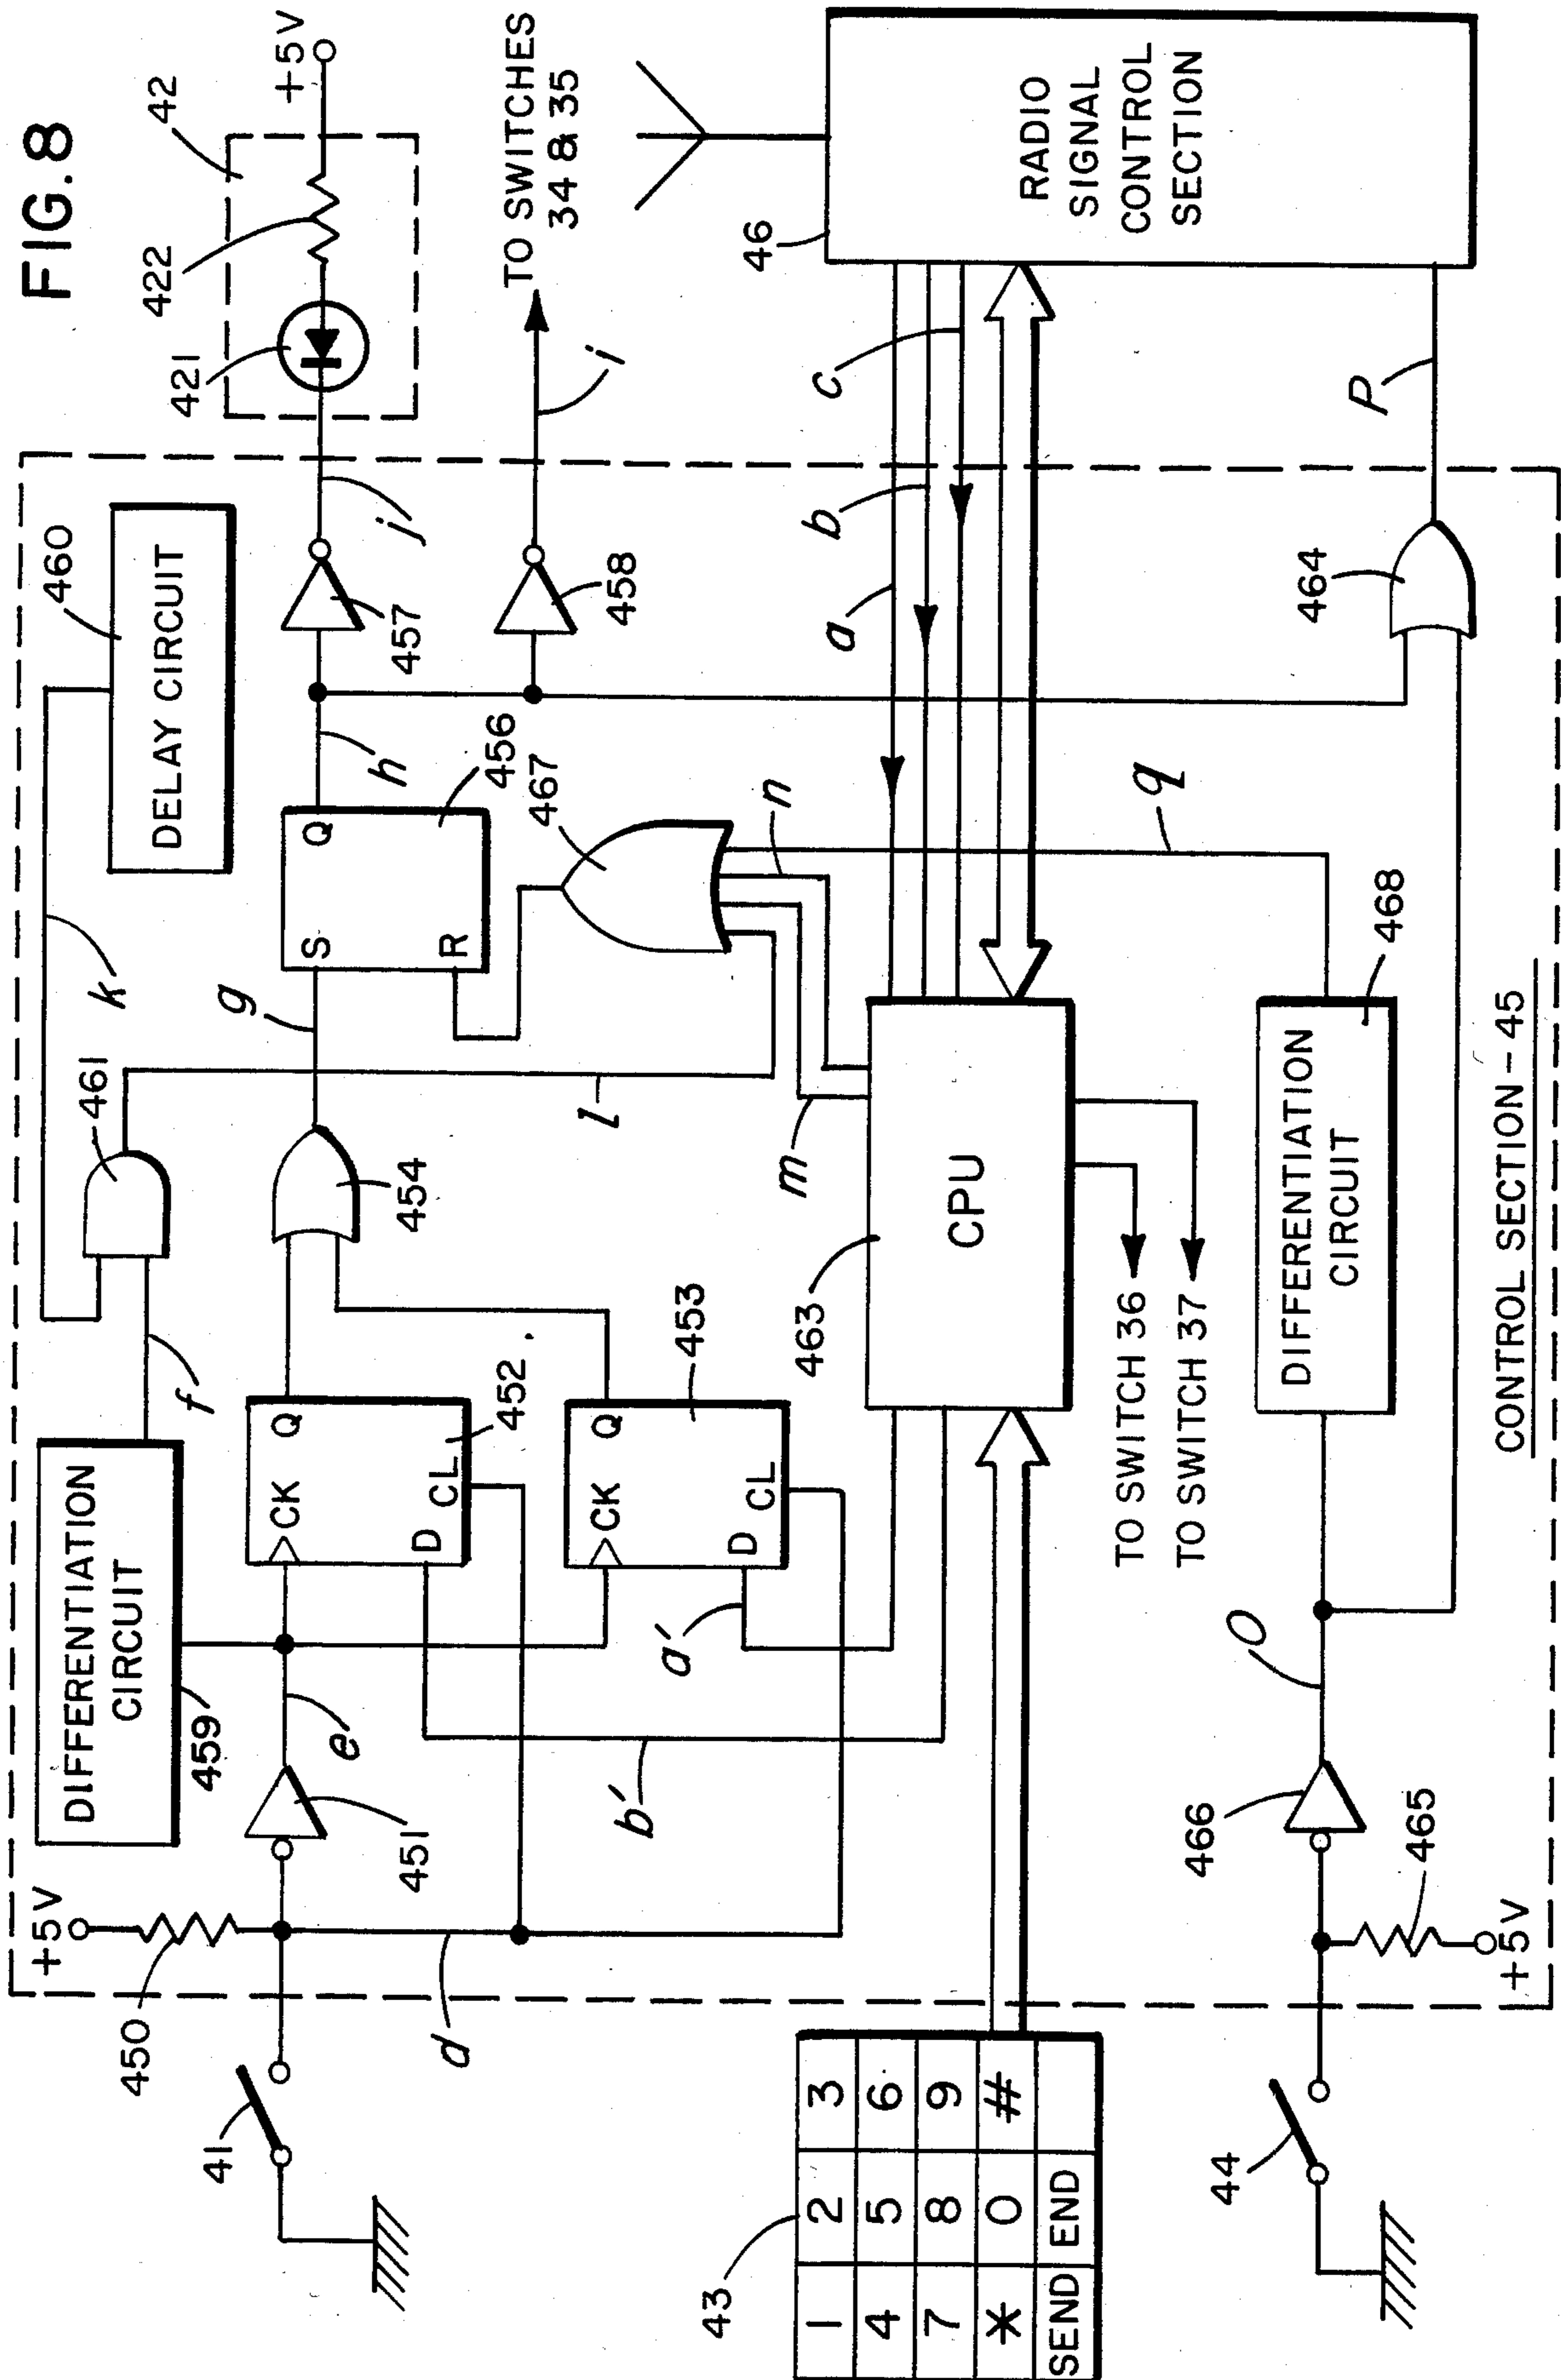 FIG. 8
+5V
450
41
d
451
e
DIFFERENTIATION
CIRCUIT
459
f
CK
Q
D
CL
452
CK
Q
D
CL
453
a'
b'
454
461
k
l
g
S
Q
R
456
h
467
460
DELAY CIRCUIT
457
458
j
i
42
421
422
+5V
TO SWITCHES
34 & 35
43
1 2 3
4 5 6
7 8 9
* 0 #
SEND END
463
CPU
m
n
q
a
b
c
46
RADIO
SIGNAL
CONTROL
SECTION
TO SWITCH 36
TO SWITCH 37
44
465
+5V
466
O
DIFFERENTIATION
CIRCUIT
468
464
P
CONTROL SECTION-45